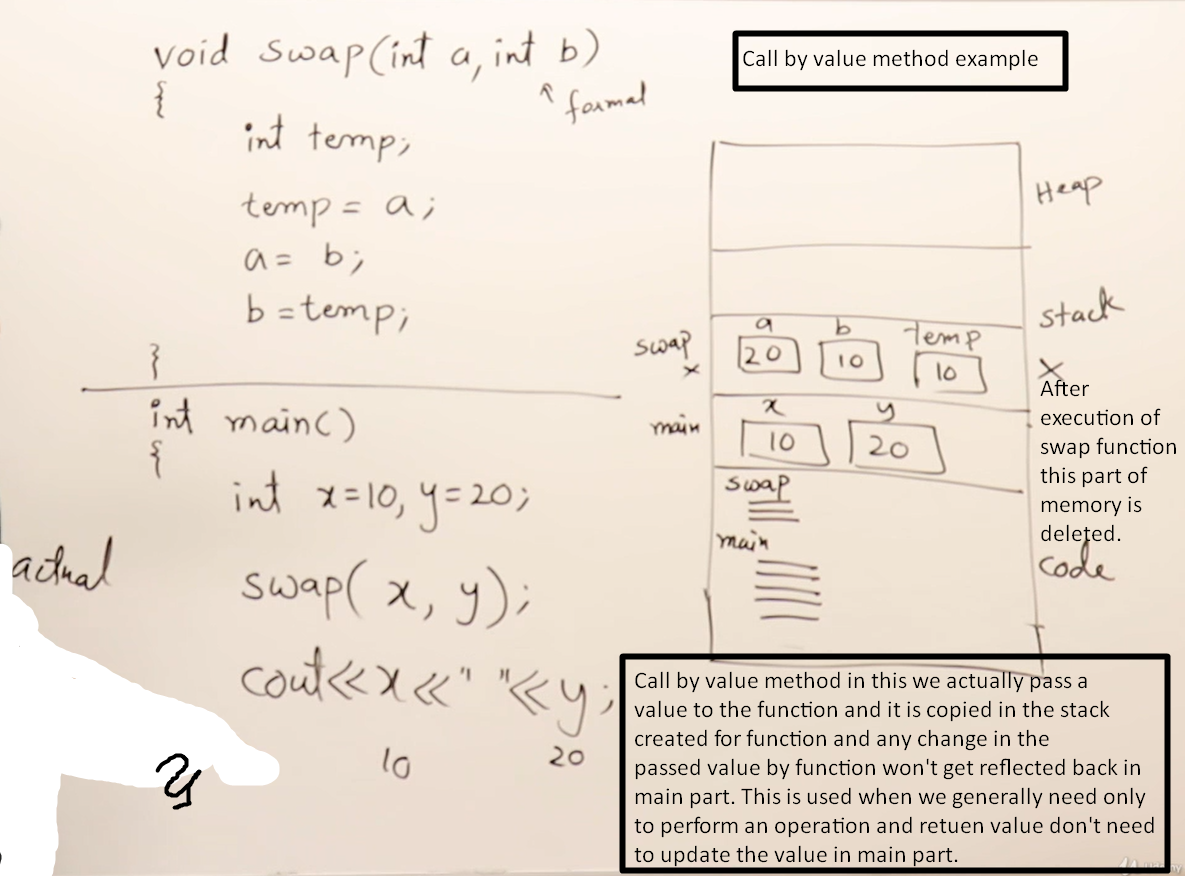 void swap(int a, int b)
{
↑ formal
int temp;
temp = a;
a = b;
b = temp;
}
int main()
{
int x=10, y=20;
actual
swap( x, y);
cout<<x<<" "<<y;
10 20
y
Call by value method example
Heap
stack
a b temp
swap 20 10 10
x x
x y
main 10 20
swap
main
code
After
execution of
swap function
this part of
memory is
deleted.
Call by value method in this we actually pass a
value to the function and it is copied in the stack
created for function and any change in the
passed value by function won't get reflected back in
main part. This is used when we generally need only
to perform an operation and retuen value don't need
to update the value in main part.